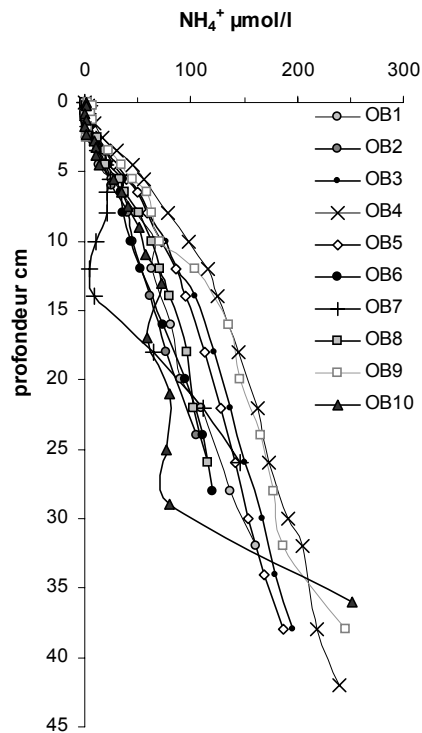 NH₄⁺ µmol/l
0 100 200 300
0
5
10
15
20
25
30
35
40
45
profondeur cm
OB1
OB2
OB3
OB4
OB5
OB6
OB7
OB8
OB9
OB10